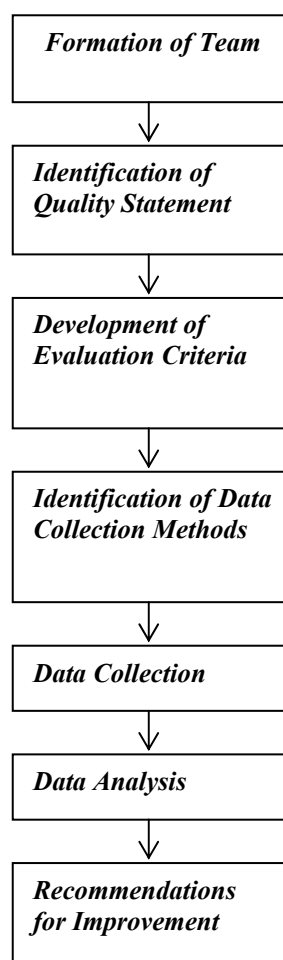 Formation of Team
Identification of
Quality Statement
Development of
Evaluation Criteria
Identification of Data
Collection Methods
Data Collection
Data Analysis
Recommendations
for Improvement